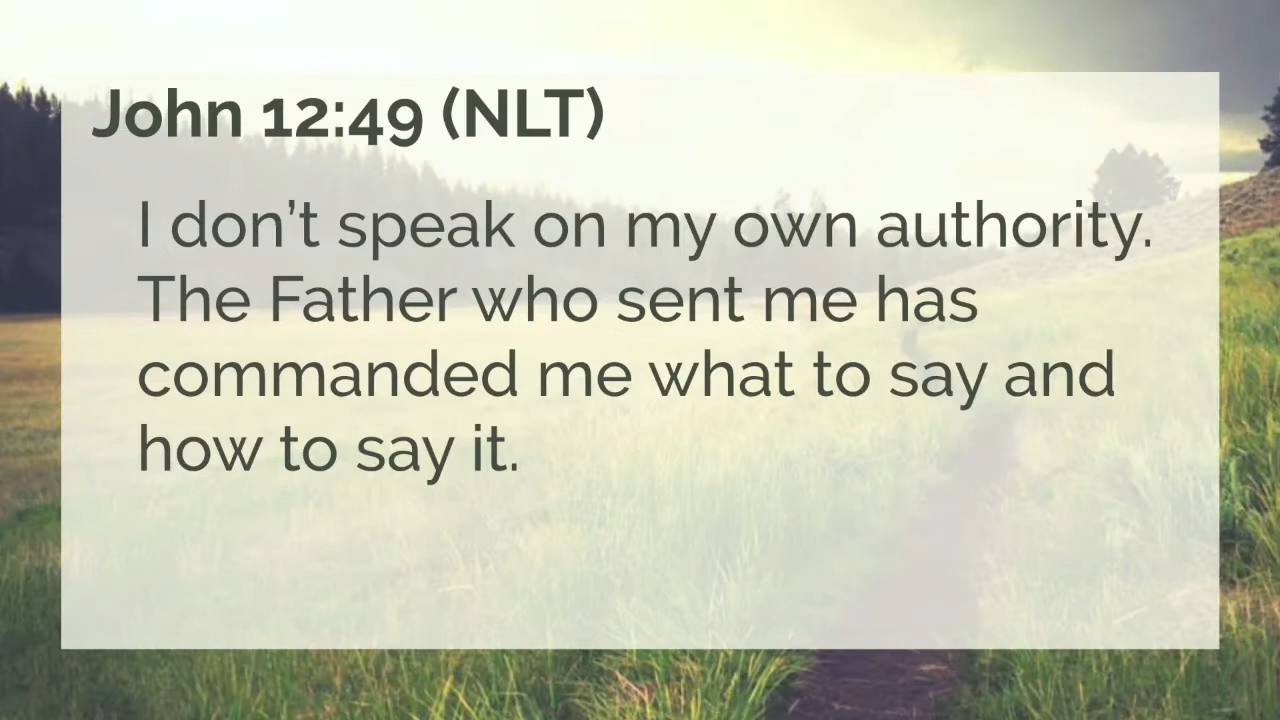 John 12:49 (NLT)
I don’t speak on my own authority.
The Father who sent me has
commanded me what to say and
how to say it.